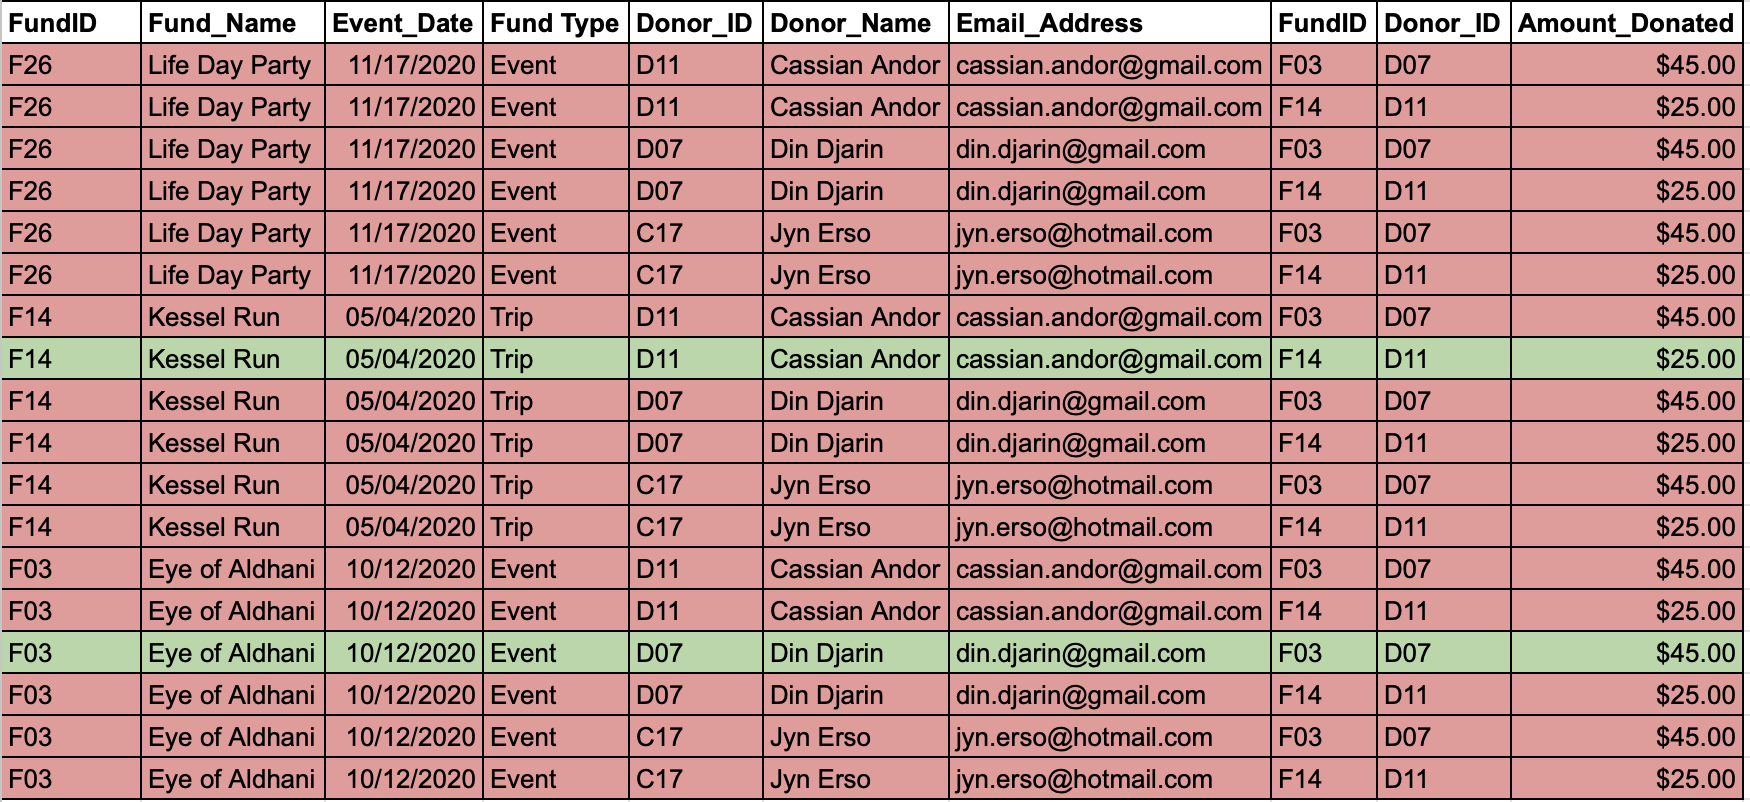 FundID Fund_Name Event_Date Fund Type Donor_ID Donor_Name Email_Address FundID Donor_ID Amount_Donated
F26 Life Day Party 11/17/2020 Event D11 Cassian Andor cassian.andor@gmail.com F03 D07 $45.00
F26 Life Day Party 11/17/2020 Event D11 Cassian Andor cassian.andor@gmail.com F14 D11 $25.00
F26 Life Day Party 11/17/2020 Event D07 Din Djarin din.djarin@gmail.com F03 D07 $45.00
F26 Life Day Party 11/17/2020 Event D07 Din Djarin din.djarin@gmail.com F14 D11 $25.00
F26 Life Day Party 11/17/2020 Event C17 Jyn Erso jyn.erso@hotmail.com F03 D07 $45.00
F26 Life Day Party 11/17/2020 Event C17 Jyn Erso jyn.erso@hotmail.com F14 D11 $25.00
F14 Kessel Run 05/04/2020 Trip D11 Cassian Andor cassian.andor@gmail.com F03 D07 $45.00
F14 Kessel Run 05/04/2020 Trip D11 Cassian Andor cassian.andor@gmail.com F14 D11 $25.00
F14 Kessel Run 05/04/2020 Trip D07 Din Djarin din.djarin@gmail.com F03 D07 $45.00
F14 Kessel Run 05/04/2020 Trip D07 Din Djarin din.djarin@gmail.com F14 D11 $25.00
F14 Kessel Run 05/04/2020 Trip C17 Jyn Erso jyn.erso@hotmail.com F03 D07 $45.00
F14 Kessel Run 05/04/2020 Trip C17 Jyn Erso jyn.erso@hotmail.com F14 D11 $25.00
F03 Eye of Aldhani 10/12/2020 Event D11 Cassian Andor cassian.andor@gmail.com F03 D07 $45.00
F03 Eye of Aldhani 10/12/2020 Event D11 Cassian Andor cassian.andor@gmail.com F14 D11 $25.00
F03 Eye of Aldhani 10/12/2020 Event D07 Din Djarin din.djarin@gmail.com F03 D07 $45.00
F03 Eye of Aldhani 10/12/2020 Event D07 Din Djarin din.djarin@gmail.com F14 D11 $25.00
F03 Eye of Aldhani 10/12/2020 Event C17 Jyn Erso jyn.erso@hotmail.com F03 D07 $45.00
F03 Eye of Aldhani 10/12/2020 Event C17 Jyn Erso jyn.erso@hotmail.com F14 D11 $25.00